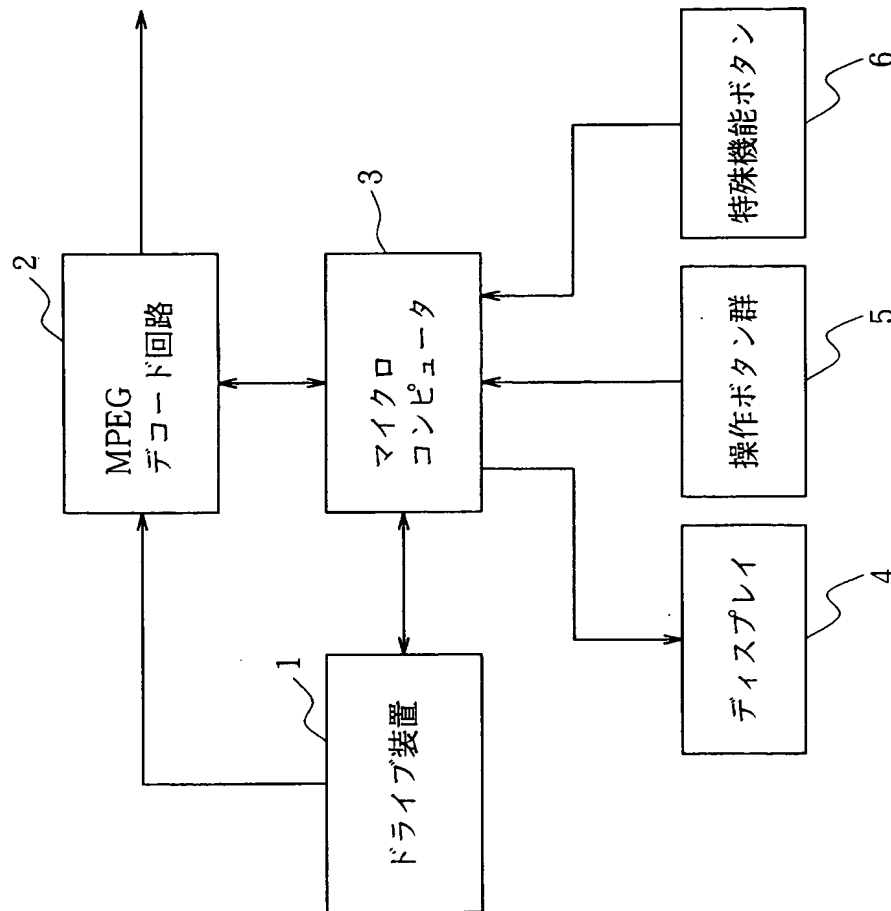 2
MPEG
デコード回路
3
マイクロ
コンピュータ
1
ドライブ装置
ディスプレイ
4
操作ボタン群
5
特殊機能ボタン
6